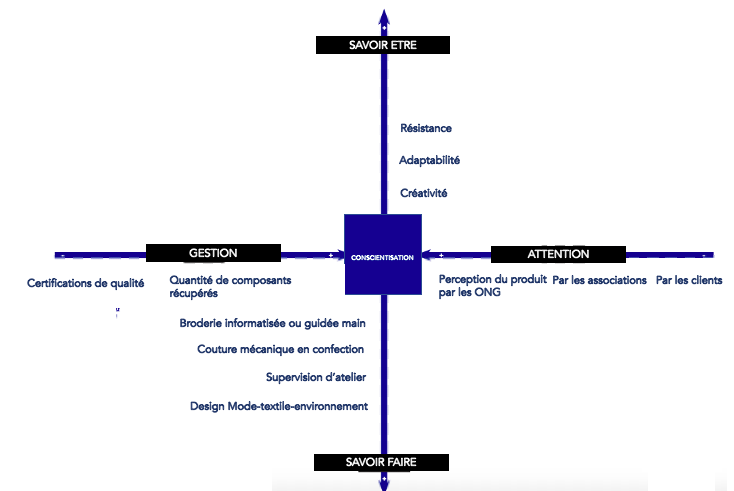 SAVOIR ETRE
Résistance
Adaptabilité
Créativité
GESTION
CONSCIENTISATION
ATTENTION
Certifications de qualité
Quantité de composants
récupérés
Perception du produit
par les ONG
Par les associations
Par les clients
Broderie informatisée ou guidée main
Couture mécanique en confection
Supervision d'atelier
Design Mode-textile-environnement
SAVOIR FAIRE